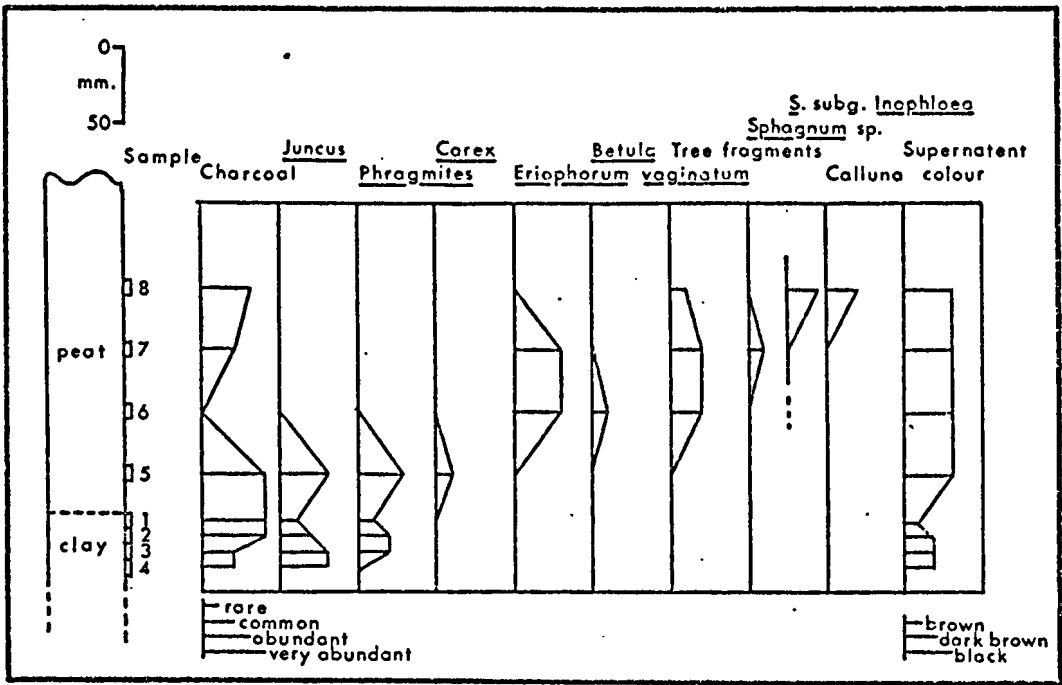 0
mm.
50
S. subg. Inophloea
Sphagnum sp.
Sample Juncus Carex Betula Tree fragments Supernatent
Charcoal Phragmites Eriophorum vaginatum Calluna colour
8
peat 7
6
5
1
clay 2
3
4
rare
common
abundant
very abundant
brown
dark brown
black